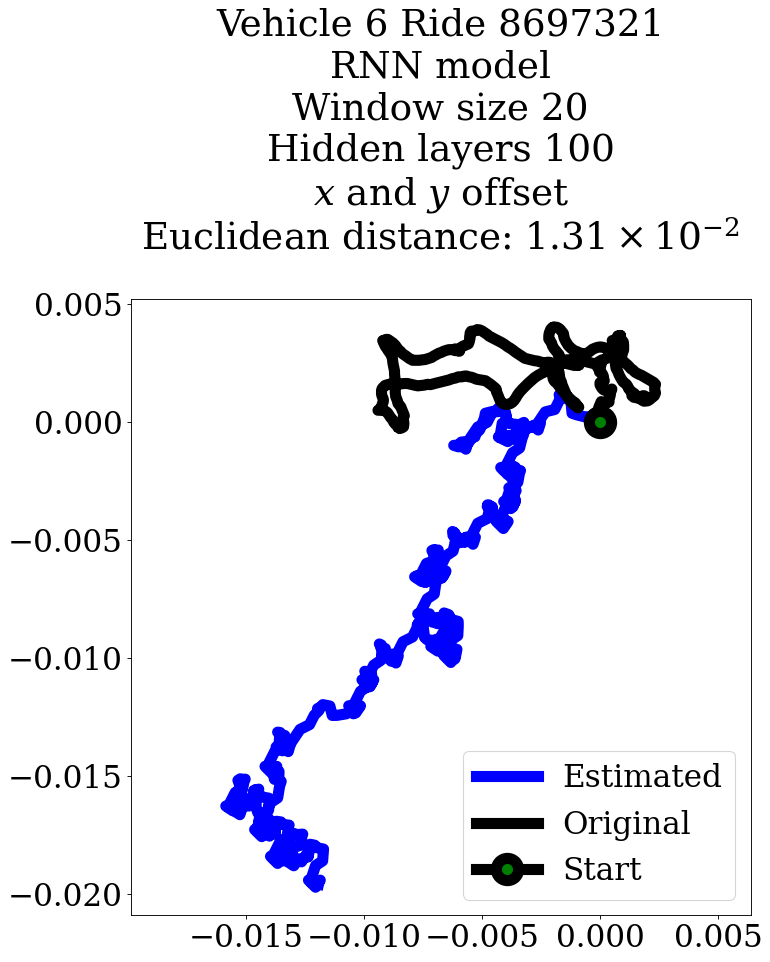 Vehicle 6 Ride 8697321
RNN model
Window size 20
Hidden layers 100
x and y offset
Euclidean distance: 1.31 × 10⁻²
0.005
0.000
−0.005
−0.010
−0.015
−0.020
Estimated
Original
Start
−0.015 −0.010 −0.005 0.000 0.005